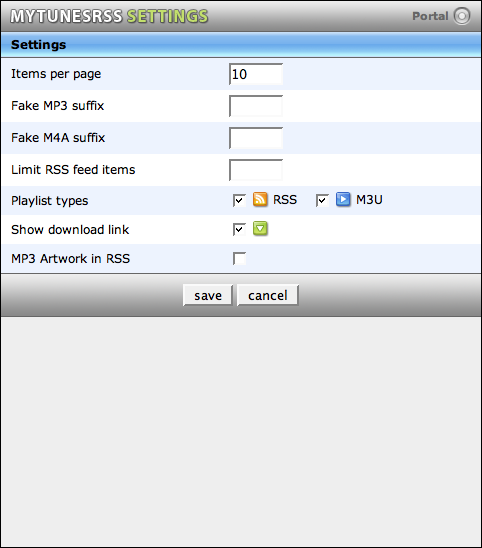 MYTUNESRSS SETTINGS Portal
Settings
Items per page 10
Fake MP3 suffix
Fake M4A suffix
Limit RSS feed items
Playlist types RSS M3U
Show download link
MP3 Artwork in RSS
save cancel